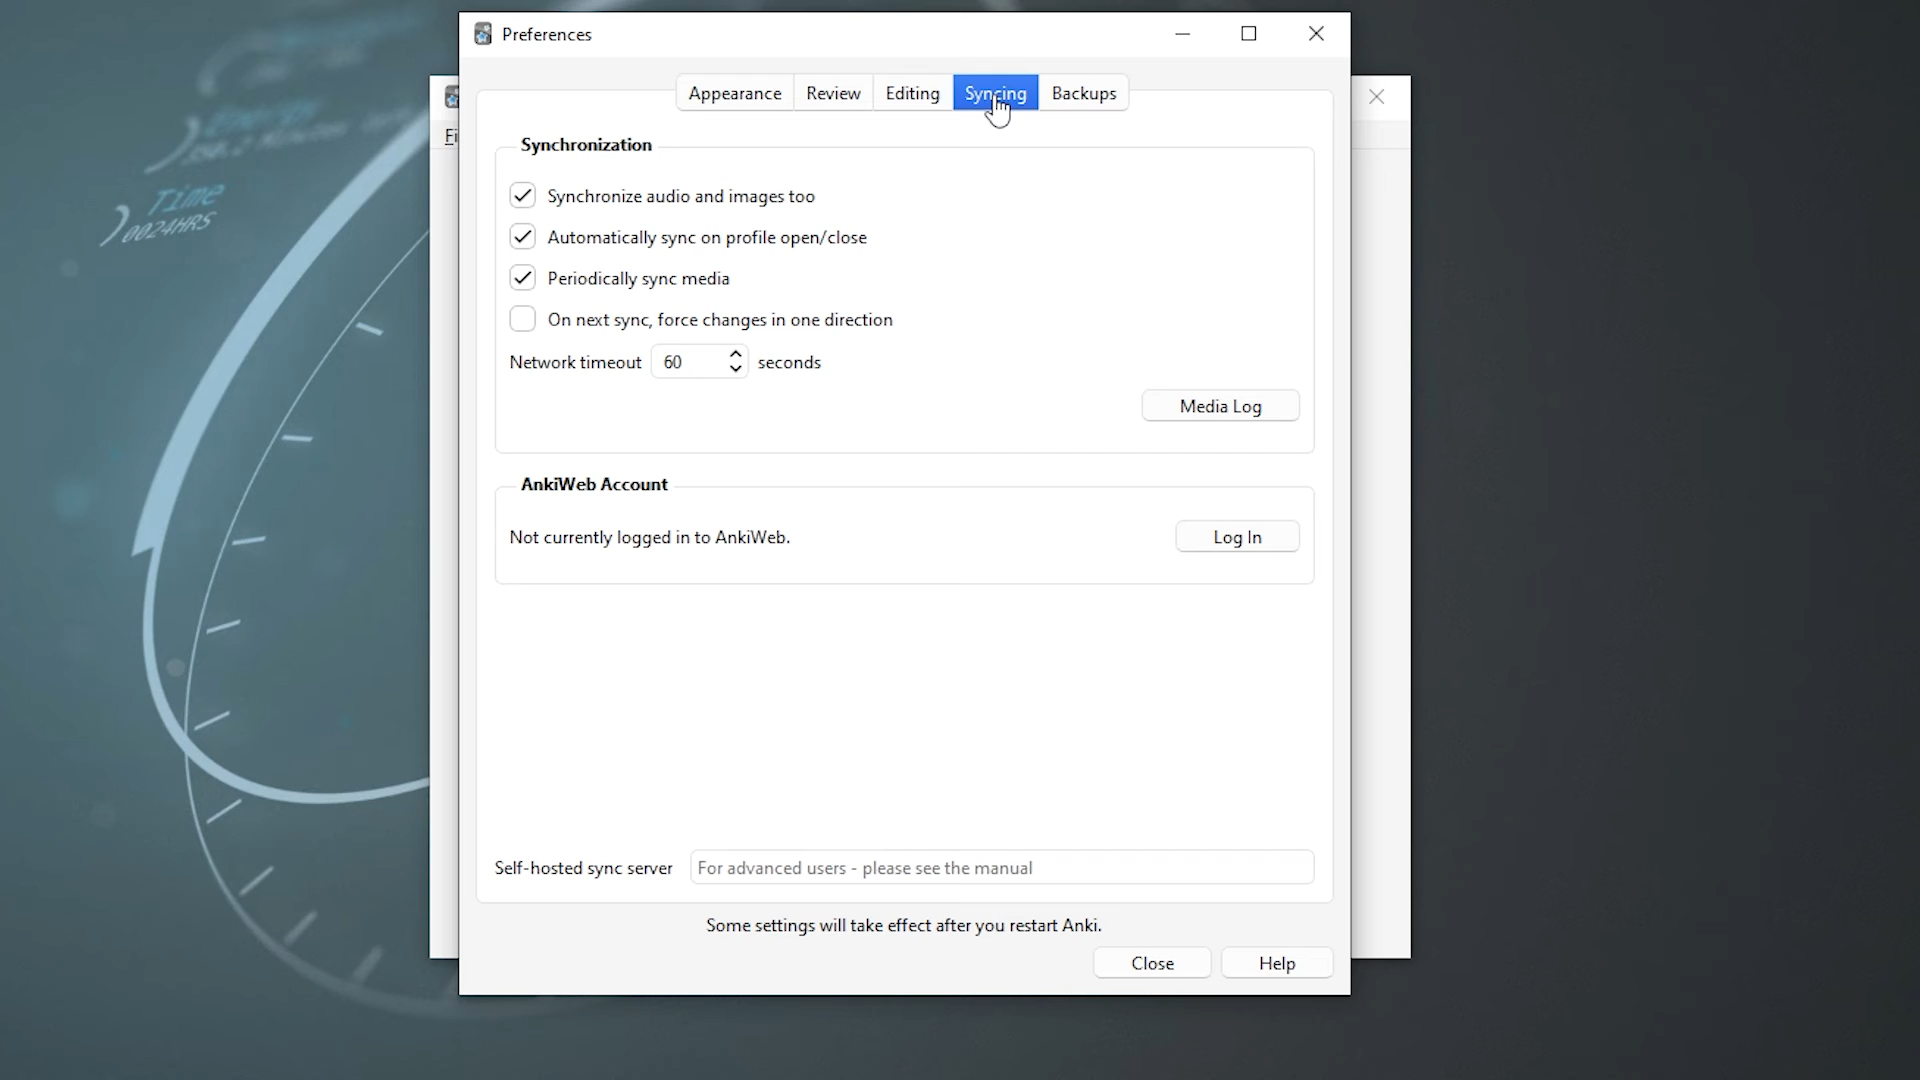 Preferences
Appearance Review Editing Syncing Backups
Fi
Synchronization
Synchronize audio and images too
Automatically sync on profile open/close
Periodically sync media
On next sync, force changes in one direction
Network timeout 60 seconds
Media Log
AnkiWeb Account
Not currently logged in to AnkiWeb.
Log In
Self-hosted sync server For advanced users - please see the manual
Some settings will take effect after you restart Anki.
Close Help
Time
0024HRS